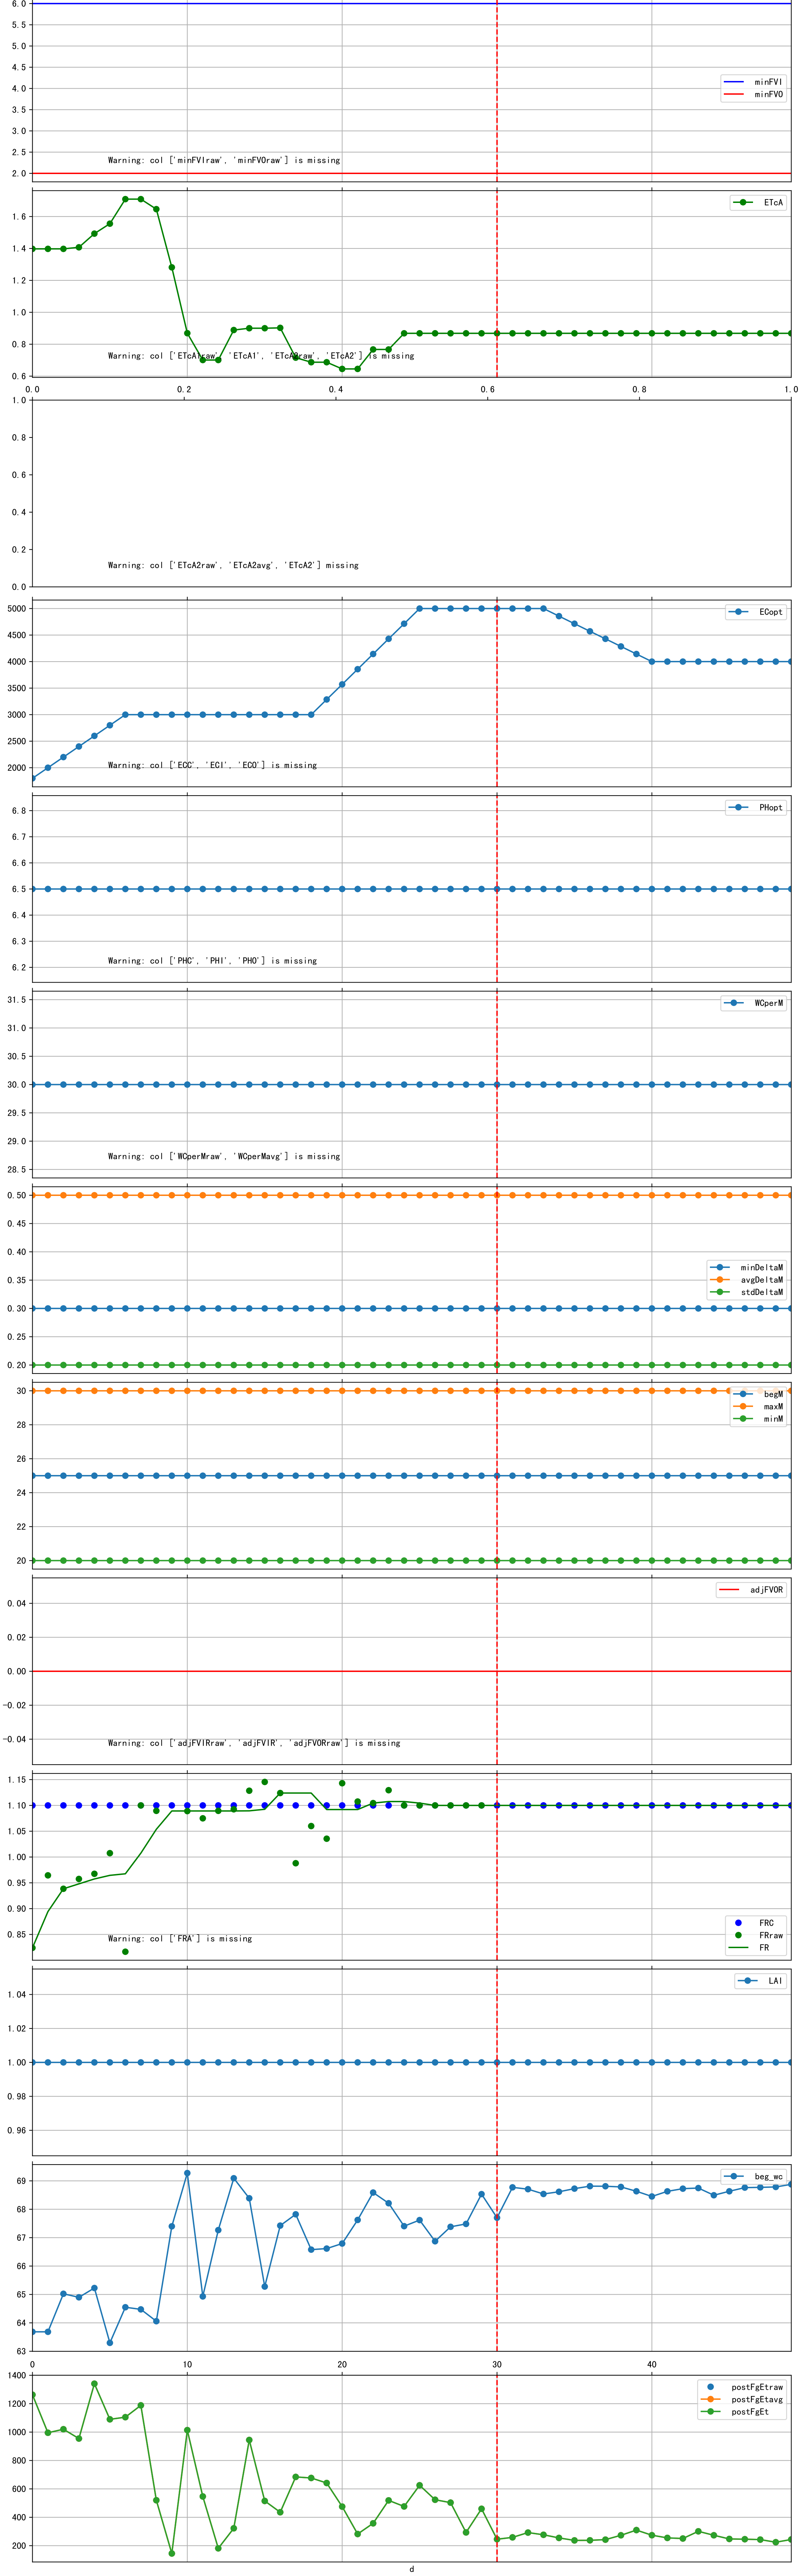 6.0
5.5
5.0
4.5
4.0
3.5
3.0
2.5
2.0
minFVI
minFVO
Warning: col ['minFVIraw', 'minFVOraw'] is missing
1.6
1.4
1.2
1.0
0.8
0.6
ETcA
Warning: col ['ETcA1raw', 'ETcA1', 'ETcA2raw', 'ETcA2'] is missing
0.0 0.2 0.4 0.6 0.8 1.0
1.0
0.8
0.6
0.4
0.2
0.0
Warning: col ['ETcA2raw', 'ETcA2avg', 'ETcA2'] missing
5000
4500
4000
3500
3000
2500
2000
ECopt
Warning: col ['ECC', 'ECI', 'ECO'] is missing
6.8
6.7
6.6
6.5
6.4
6.3
6.2
PHopt
Warning: col ['PHC', 'PHI', 'PHO'] is missing
31.5
31.0
30.5
30.0
29.5
29.0
28.5
WCperM
Warning: col ['WCperMraw', 'WCperMavg'] is missing
0.50
0.45
0.40
0.35
0.30
0.25
0.20
minDeltaM
avgDeltaM
stdDeltaM
30
28
26
24
22
20
begM
maxM
minM
0.04
0.02
0.00
−0.02
−0.04
adjFVOR
Warning: col ['adjFVIRraw', 'adjFVIR', 'adjFVORraw'] is missing
1.15
1.10
1.05
1.00
0.95
0.90
0.85
FRC
FRraw
FR
Warning: col ['FRA'] is missing
1.04
1.02
1.00
0.98
0.96
LAI
69
68
67
66
65
64
63
beg_wc
0 10 20 30 40
1400
1200
1000
800
600
400
200
postFgEtraw
postFgEtavg
postFgEt
d